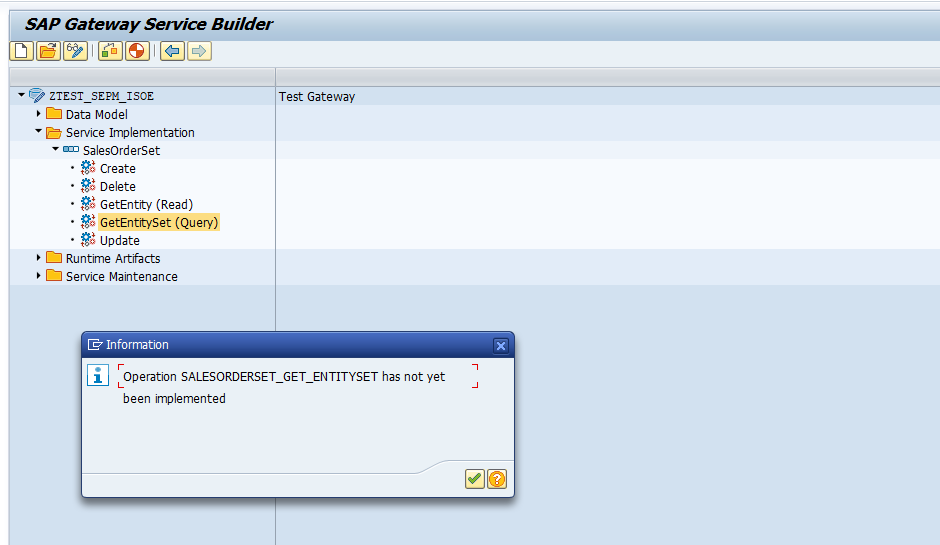 SAP Gateway Service Builder
ZTEST_SEPM_ISOE
Test Gateway
Data Model
Service Implementation
SalesOrderSet
Create
Delete
GetEntity (Read)
GetEntitySet (Query)
Update
Runtime Artifacts
Service Maintenance
Information
Operation SALESORDERSET_GET_ENTITYSET has not yet
been implemented